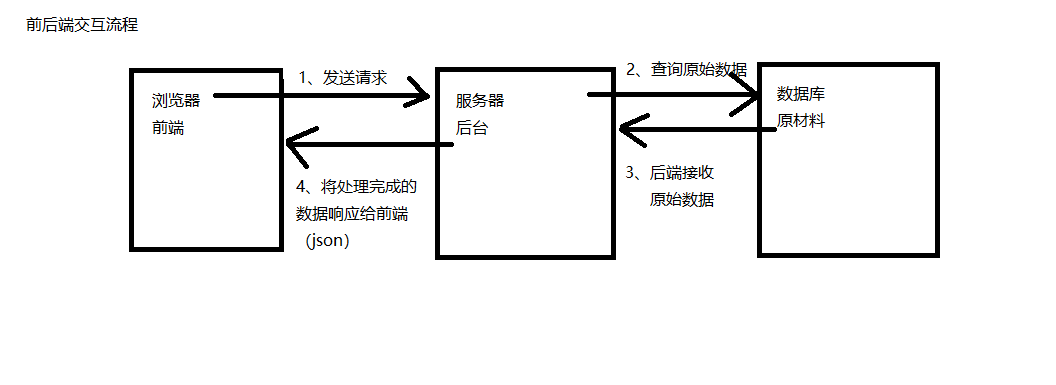 前后端交互流程
浏览器
前端
1、发送请求
服务器
后台
2、查询原始数据
数据库
原材料
3、后端接收
原始数据
4、将处理完成的
数据响应给前端
（json）